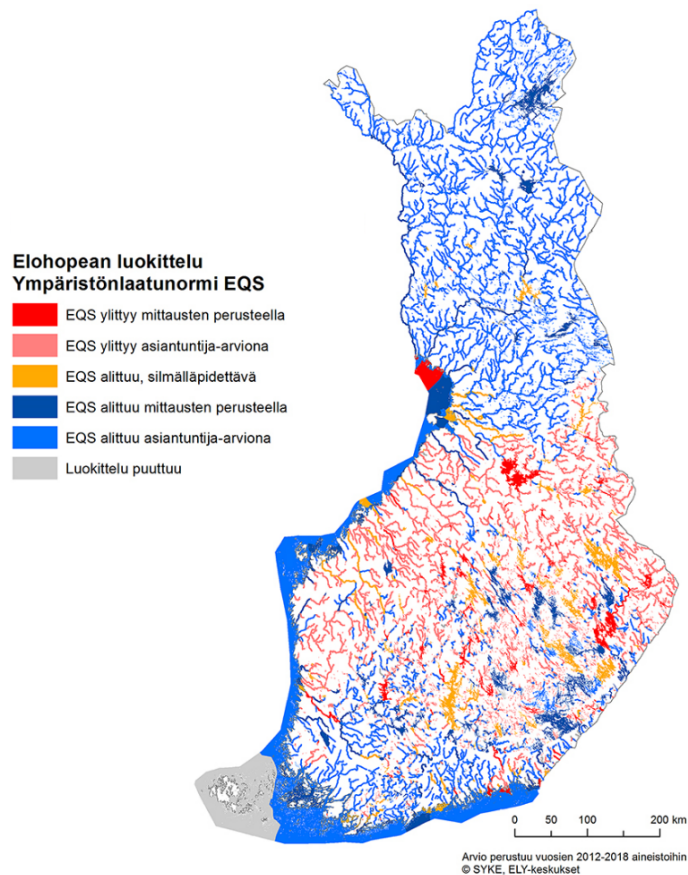 Elohopean luokittelu
Ympäristönlaatunormi EQS
EQS ylittyy mittausten perusteella
EQS ylittyy asiantuntija-arviona
EQS alittuu, silmälläpidettävä
EQS alittuu mittausten perusteella
EQS alittuu asiantuntija-arviona
Luokittelu puuttuu
0 50 100 200 km
Arvio perustuu vuosien 2012-2018 aineistoihin
© SYKE, ELY-keskukset